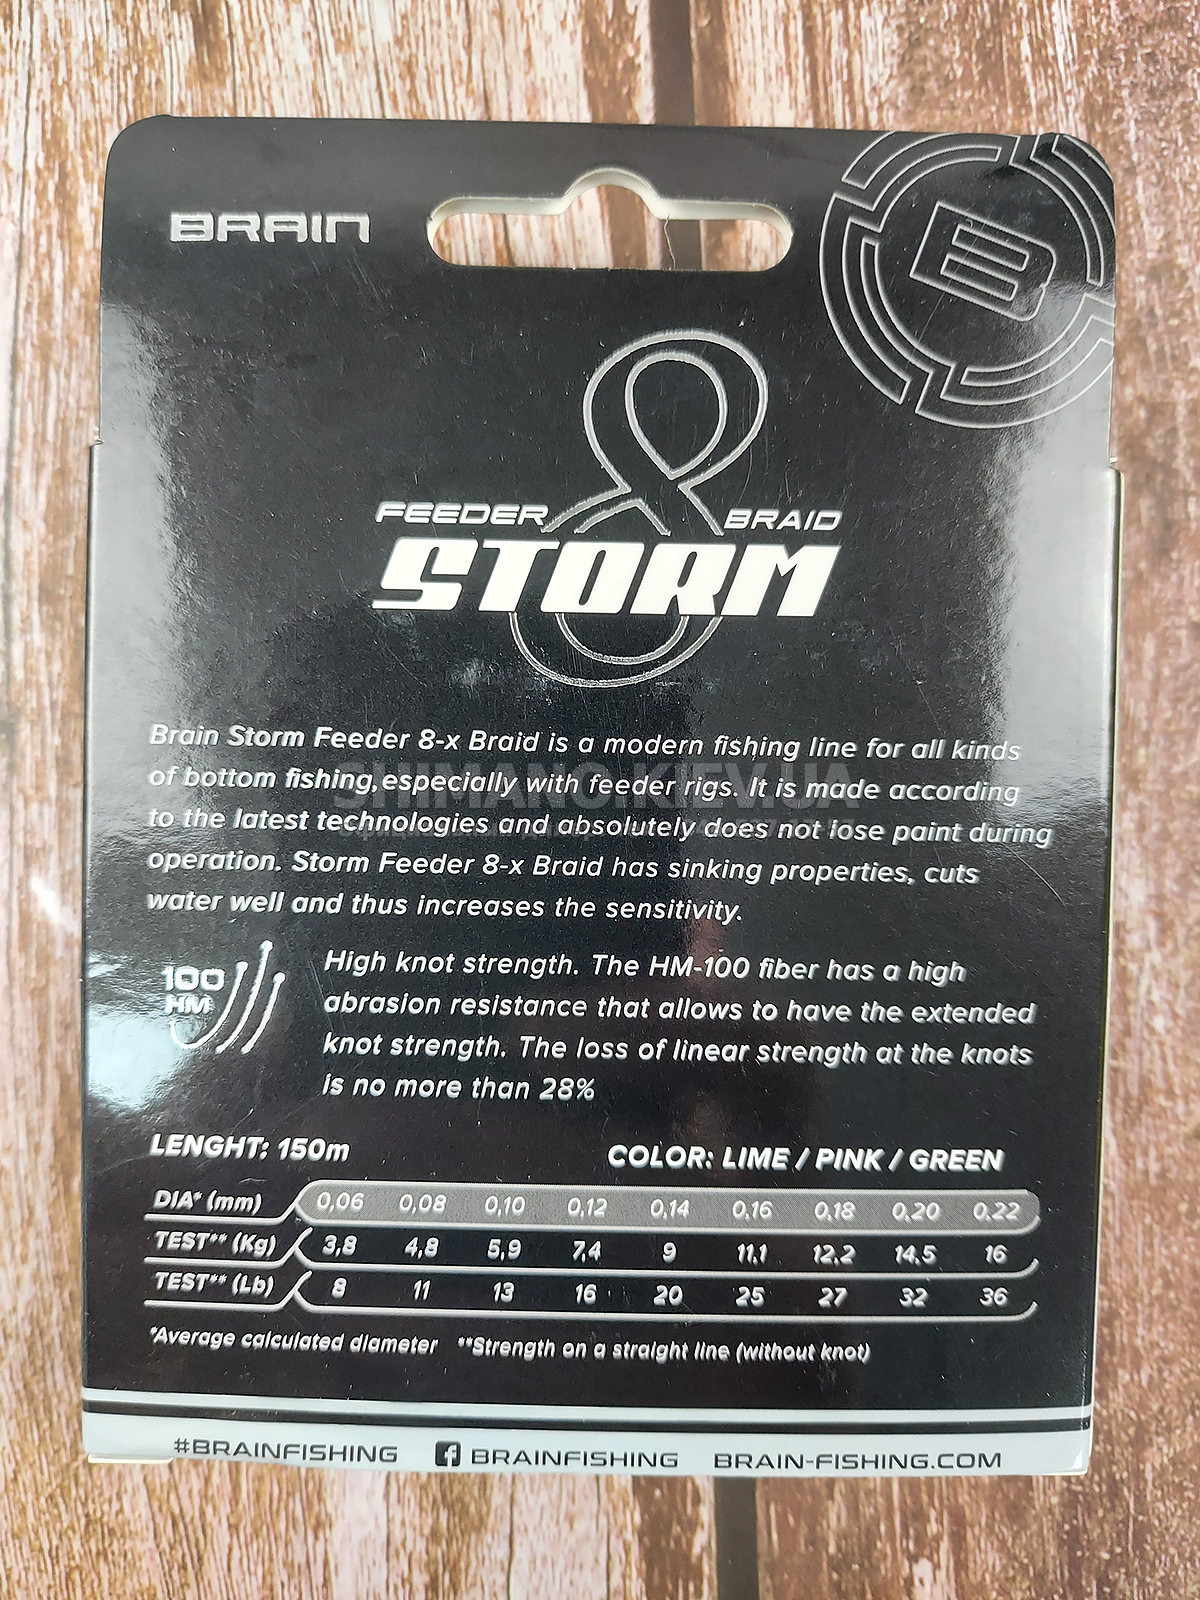 BRAIN
B
8
FEEDER BRAID
STORM
Brain Storm Feeder 8-x Braid is a modern fishing line for all kinds
of bottom fishing, especially with feeder rigs. It is made according
SHIMANO.KIEV.UA
to the latest technologies and absolutely does not lose paint during
operation. Storm Feeder 8-x Braid has sinking properties, cuts
water well and thus increases the sensitivity.
100
HM
High knot strength. The HM-100 fiber has a high
abrasion resistance that allows to have the extended
knot strength. The loss of linear strength at the knots
is no more than 28%
LENGHT: 150m COLOR: LIME / PINK / GREEN
DIA* (mm) 0,06 0,08 0,10 0,12 0,14 0.16 0,18 0,20 0.22
TEST** (Kg) 3,8 4,8 5,9 7,4 9 11,1 12,2 14,5 16
TEST** (Lb) 8 11 13 16 20 25 27 32 36
*Average calculated diameter **Strength on a straight line (without knot)
#BRAINFISHING f BRAINFISHING BRAIN-FISHING.COM